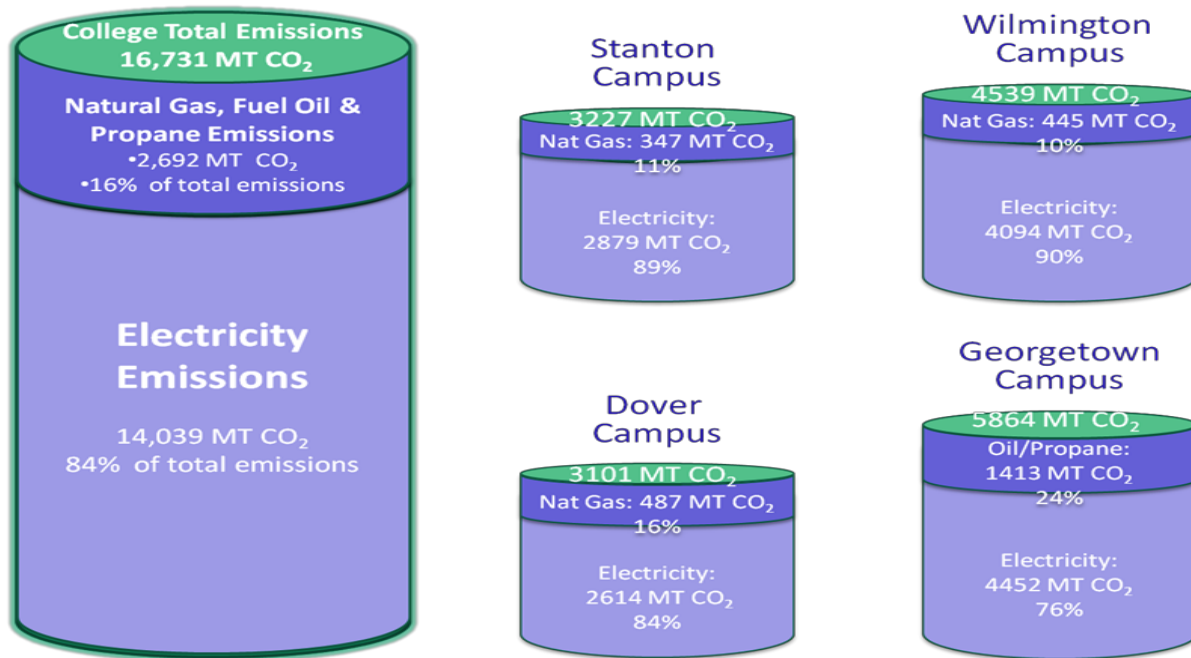 College Total Emissions
16,731 MT CO₂
Natural Gas, Fuel Oil &
Propane Emissions
•2,692 MT CO₂
•16% of total emissions
Electricity
Emissions
14,039 MT CO₂
84% of total emissions
Stanton
Campus
3227 MT CO₂
Nat Gas: 347 MT CO₂
11%
Electricity:
2879 MT CO₂
89%
Wilmington
Campus
4539 MT CO₂
Nat Gas: 445 MT CO₂
10%
Electricity:
4094 MT CO₂
90%
Dover
Campus
3101 MT CO₂
Nat Gas: 487 MT CO₂
16%
Electricity:
2614 MT CO₂
84%
Georgetown
Campus
5864 MT CO₂
Oil/Propane:
1413 MT CO₂
24%
Electricity:
4452 MT CO₂
76%